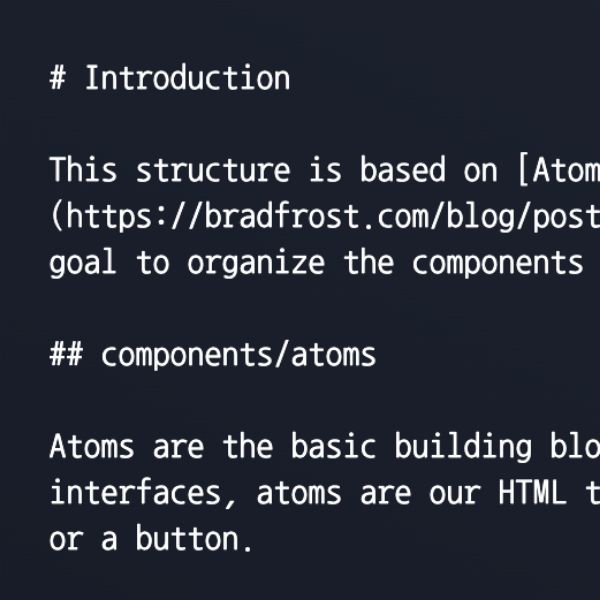 # Introduction
This structure is based on [Atom
(https://bradfrost.com/blog/post
goal to organize the components
## components/atoms
Atoms are the basic building blo
interfaces, atoms are our HTML t
or a button.